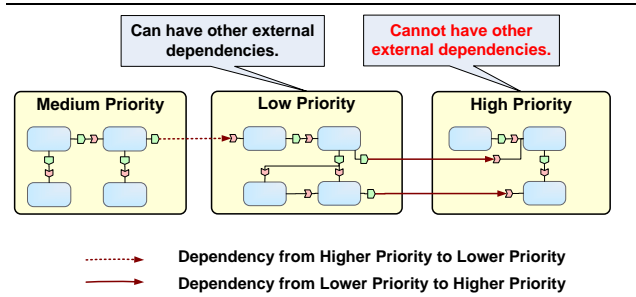 Can have other external
dependencies.
Cannot have other
external dependencies.
Medium Priority
Low Priority
High Priority
Dependency from Higher Priority to Lower Priority
Dependency from Lower Priority to Higher Priority